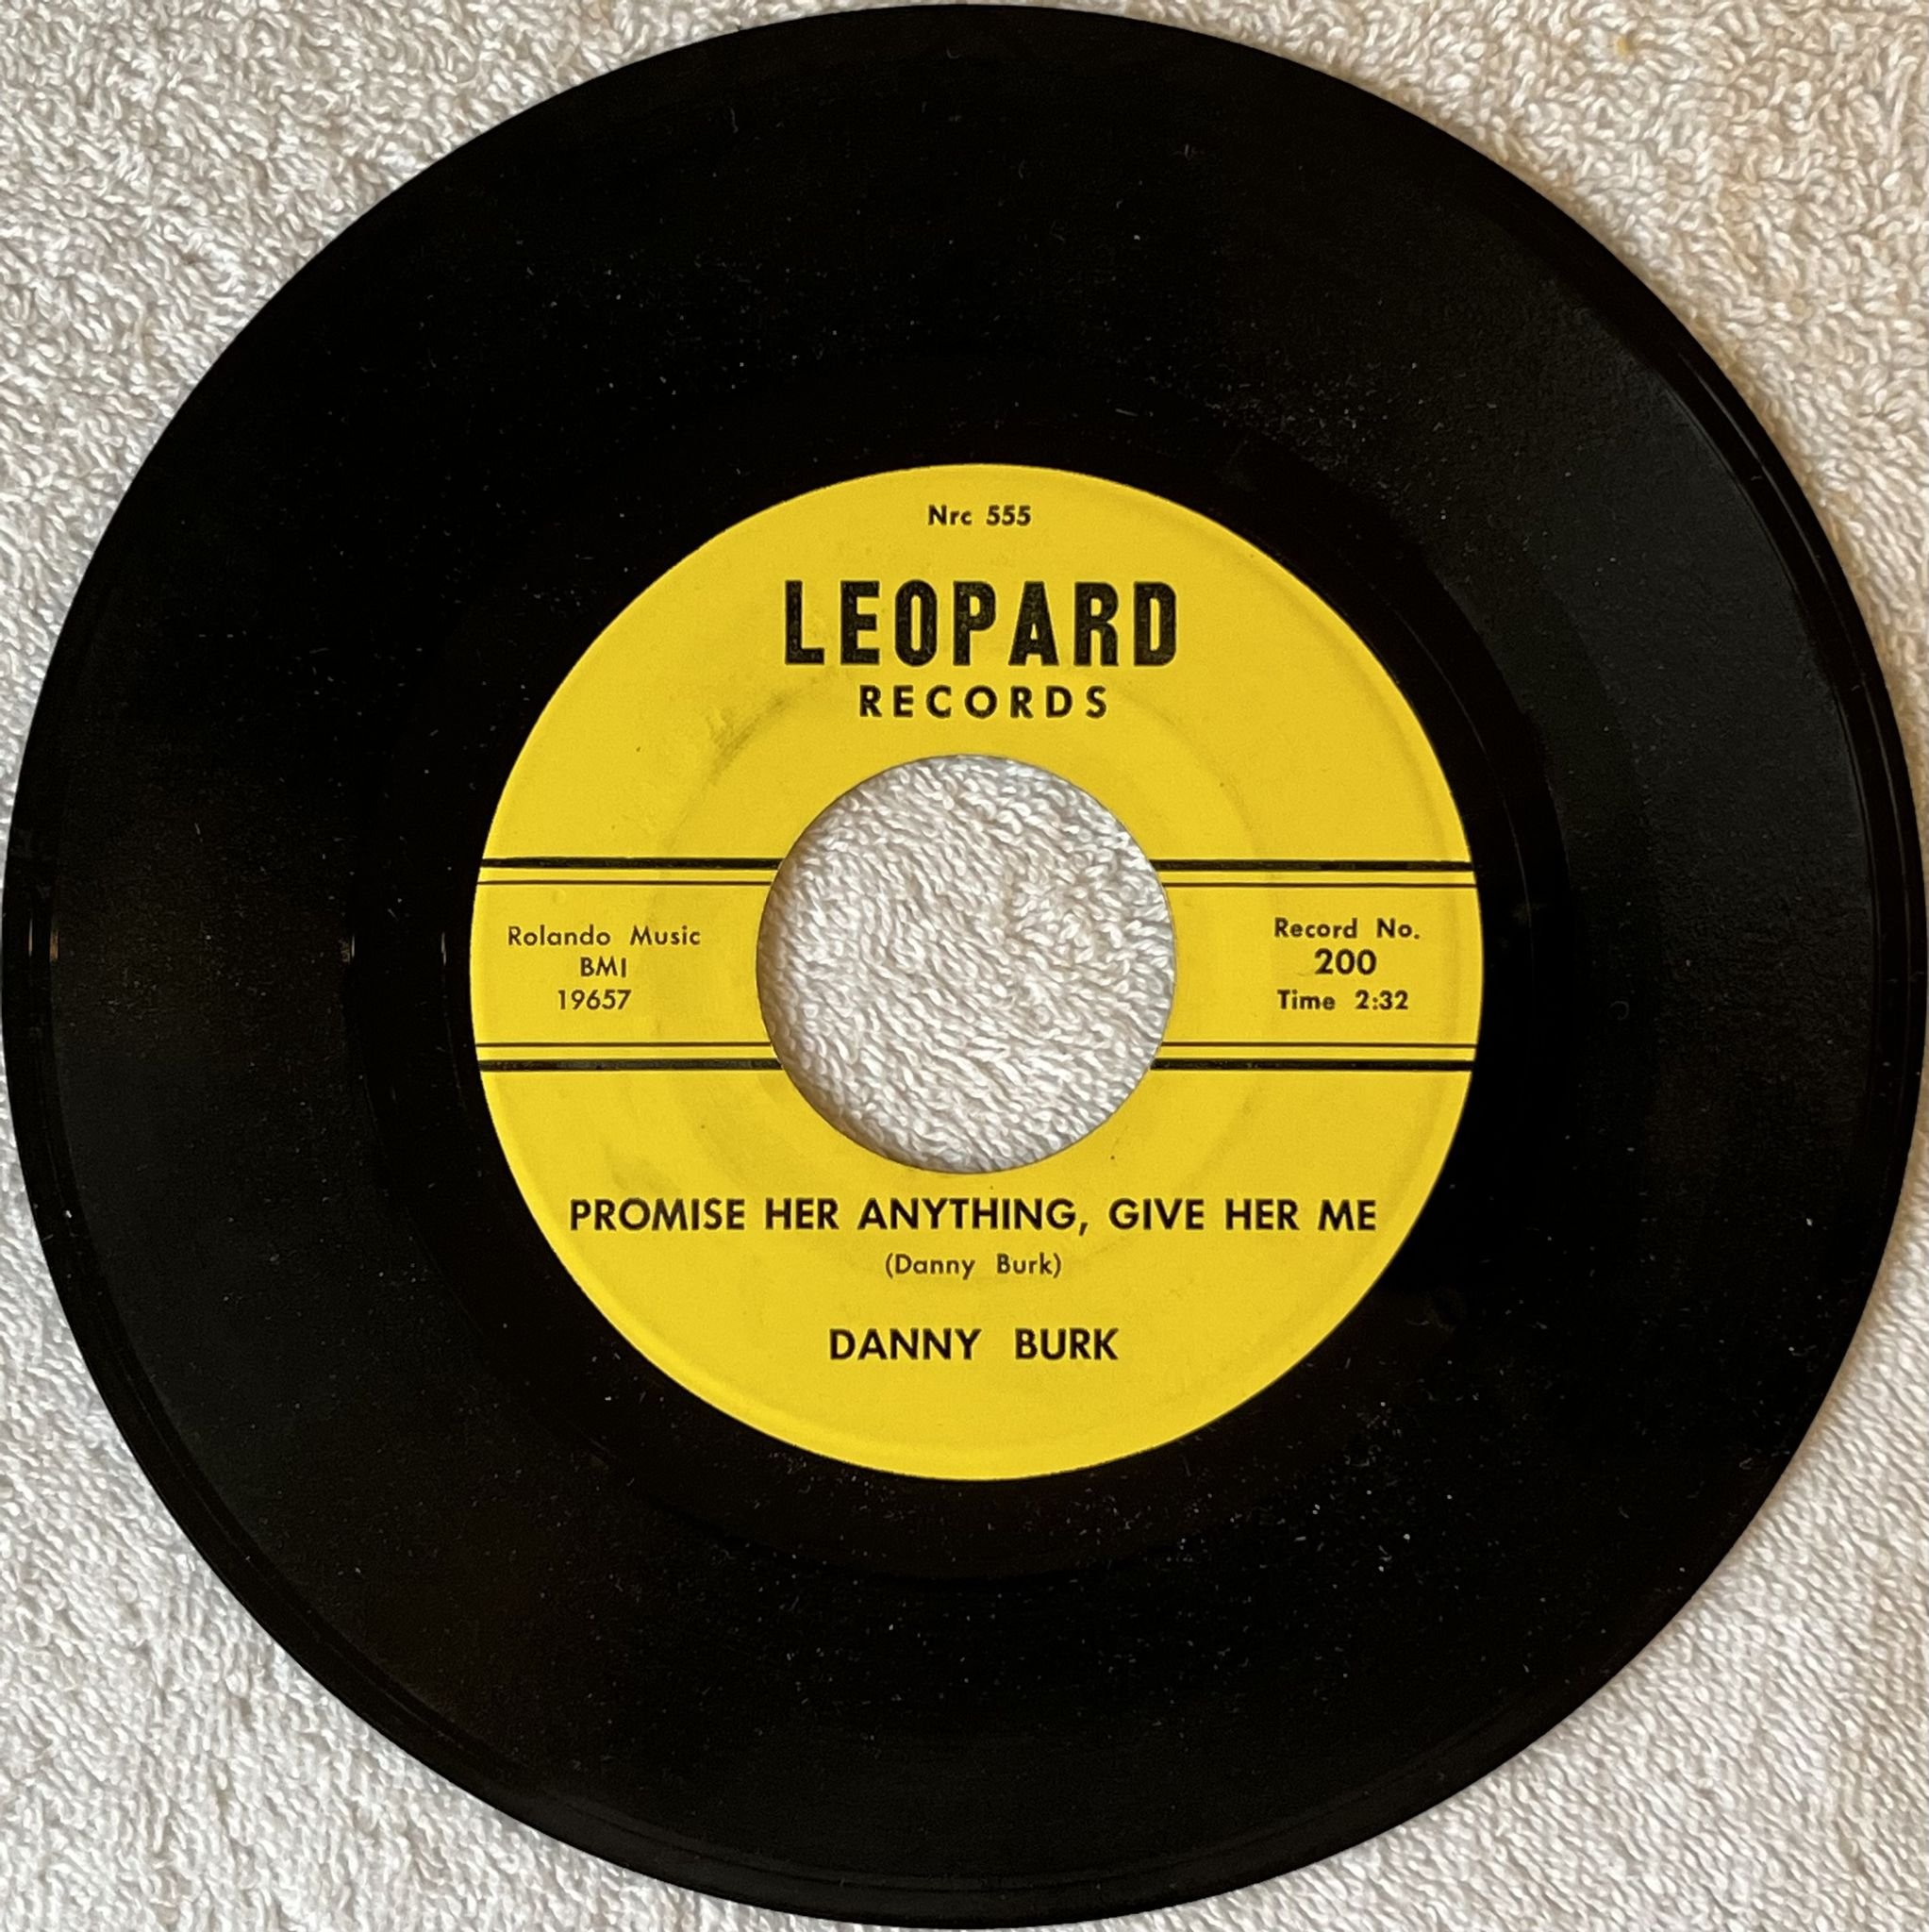 Nrc 555
LEOPARD
RECORDS
Rolando Music
BMI
19657
Record No.
200
Time 2:32
PROMISE HER ANYTHING, GIVE HER ME
(Danny Burk)
DANNY BURK